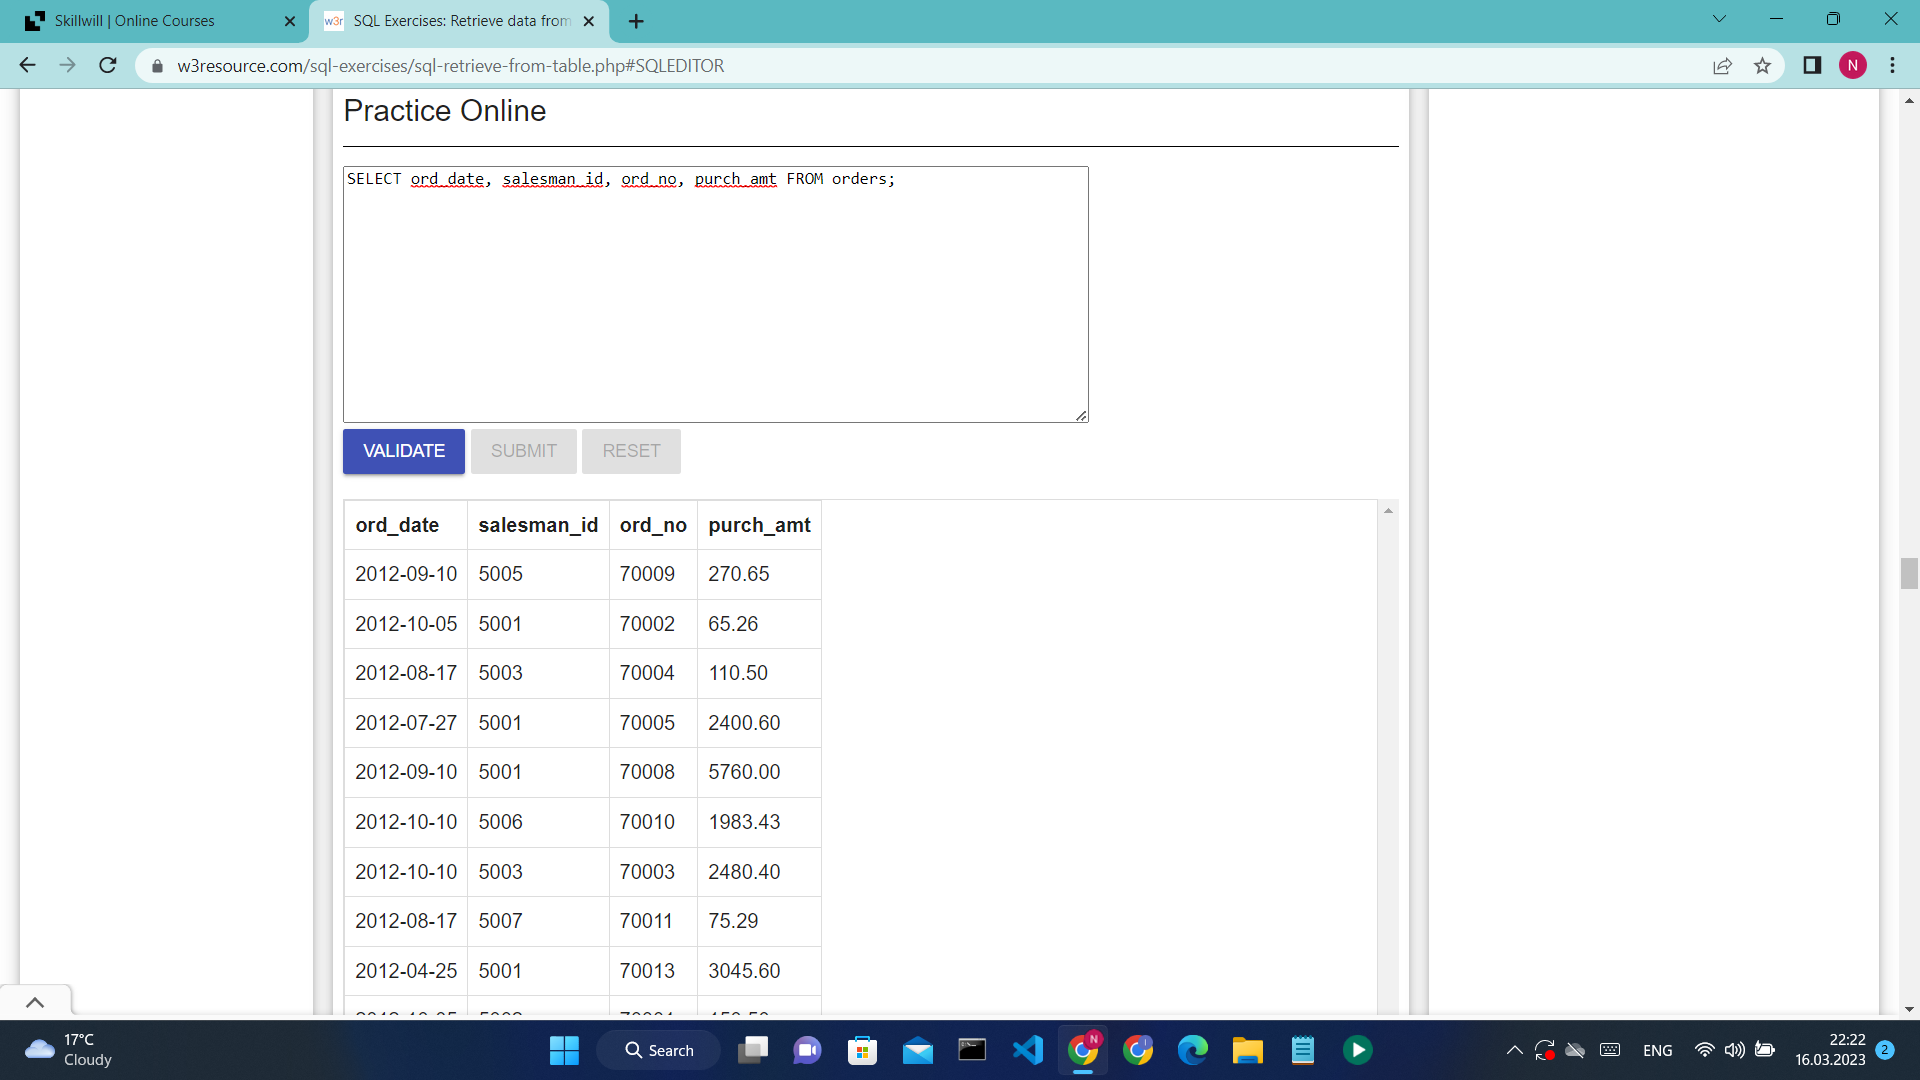 Skillwill | Online Courses
w3r SQL Exercises: Retrieve data from
w3resource.com/sql-exercises/sql-retrieve-from-table.php#SQLEDITOR
N
Practice Online
SELECT ord_date, salesman_id, ord_no, purch_amt FROM orders;
VALIDATE SUBMIT RESET
ord_date salesman_id ord_no purch_amt
2012-09-10 5005 70009 270.65
2012-10-05 5001 70002 65.26
2012-08-17 5003 70004 110.50
2012-07-27 5001 70005 2400.60
2012-09-10 5001 70008 5760.00
2012-10-10 5006 70010 1983.43
2012-10-10 5003 70003 2480.40
2012-08-17 5007 70011 75.29
2012-04-25 5001 70013 3045.60
17°C
Cloudy
Search
N
ENG
22:22
16.03.2023
2